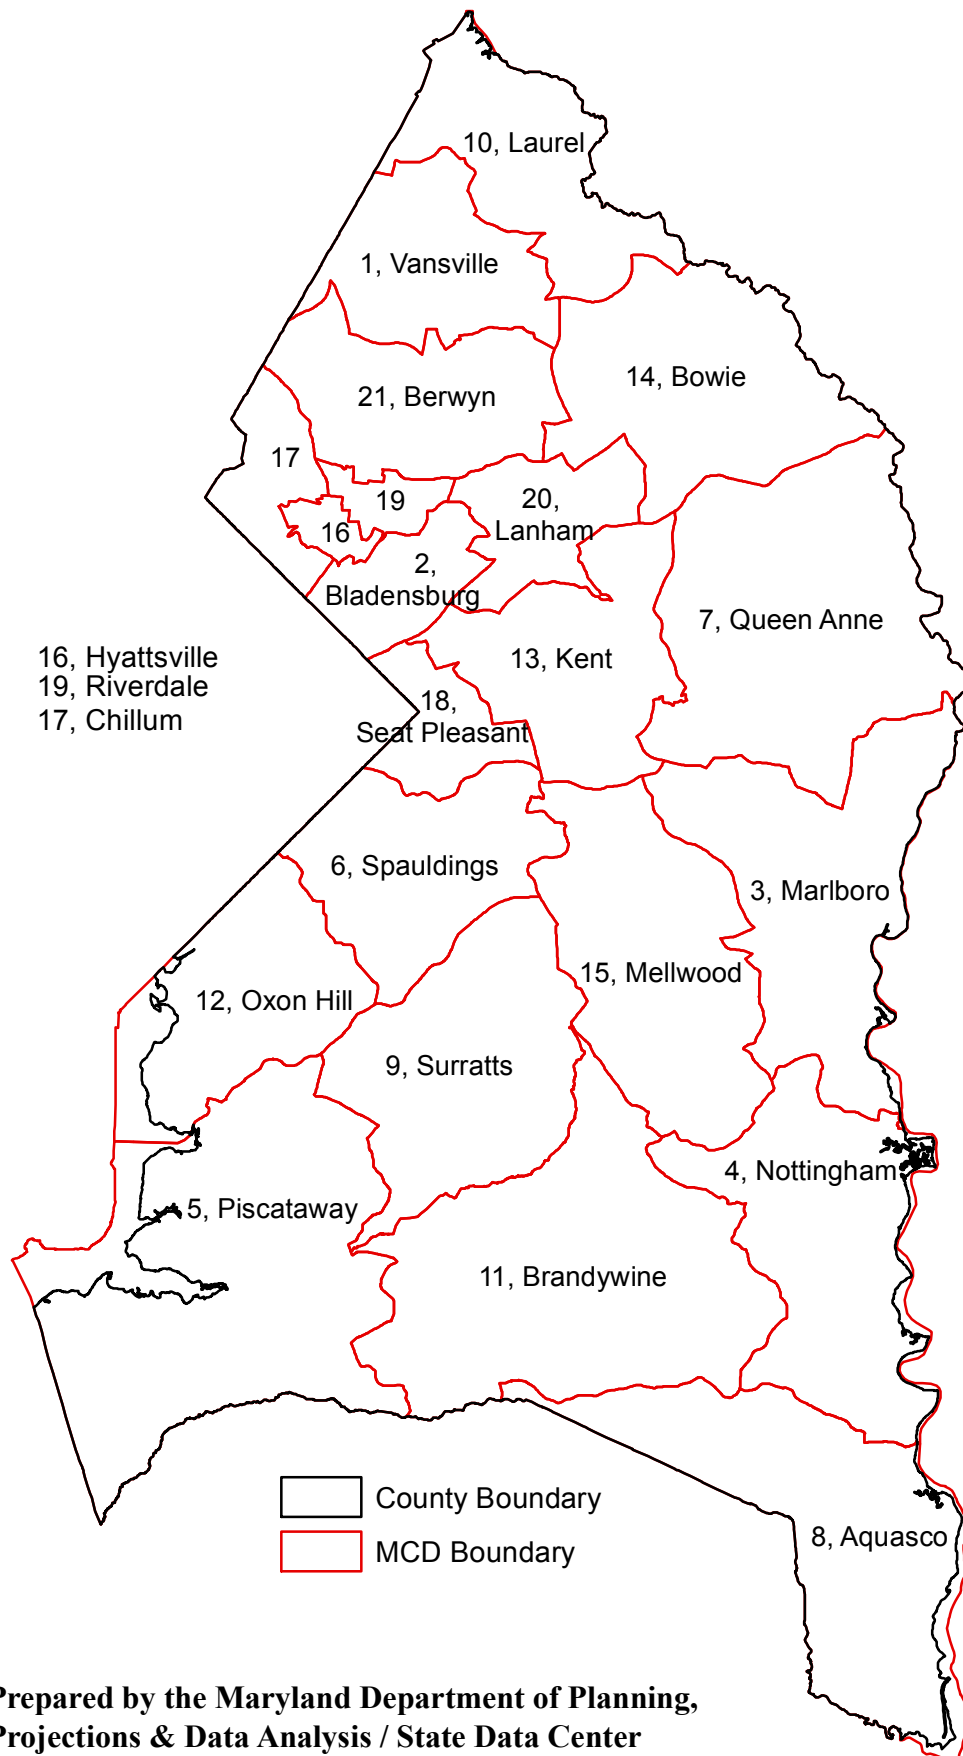 10, Laurel
1, Vansville
14, Bowie
21, Berwyn
17
19
20,
Lanham
16
2,
Bladensburg
7, Queen Anne
13, Kent
16, Hyattsville
19, Riverdale
17, Chillum
18,
Seat Pleasant
6, Spauldings
3, Marlboro
15, Mellwood
12, Oxon Hill
9, Surratts
4, Nottingham
5, Piscataway
11, Brandywine
County Boundary
MCD Boundary
8, Aquasco
Prepared by the Maryland Department of Planning,
Projections & Data Analysis / State Data Center